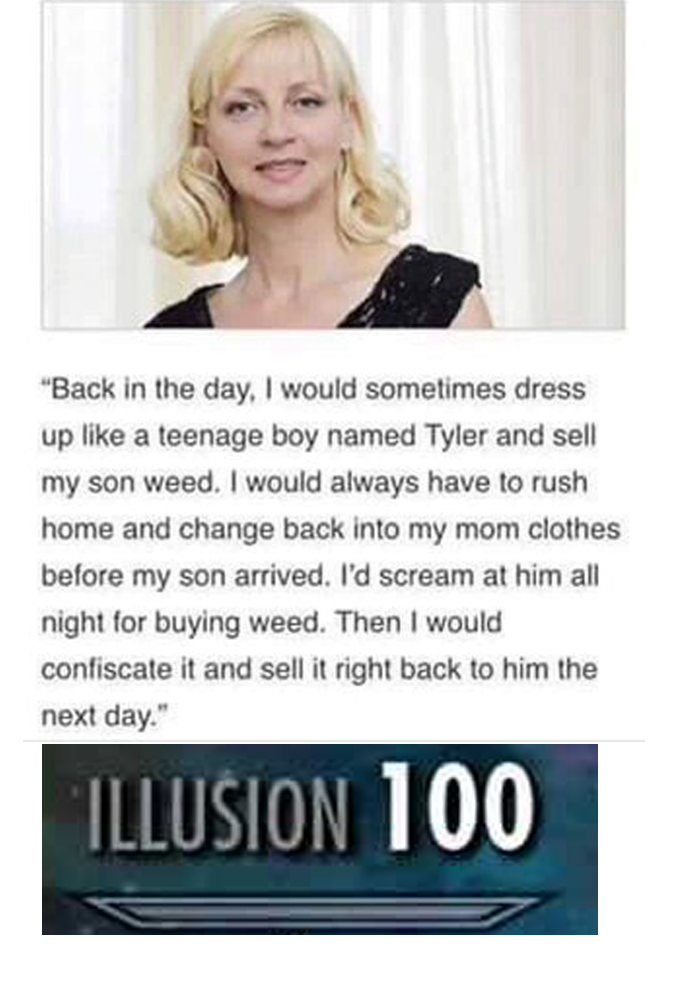 “Back in the day, I would sometimes dress
up like a teenage boy named Tyler and sell
my son weed. I would always have to rush
home and change back into my mom clothes
before my son arrived. I’d scream at him all
night for buying weed. Then I would
confiscate it and sell it right back to him the
next day.”
ILLUSION 100